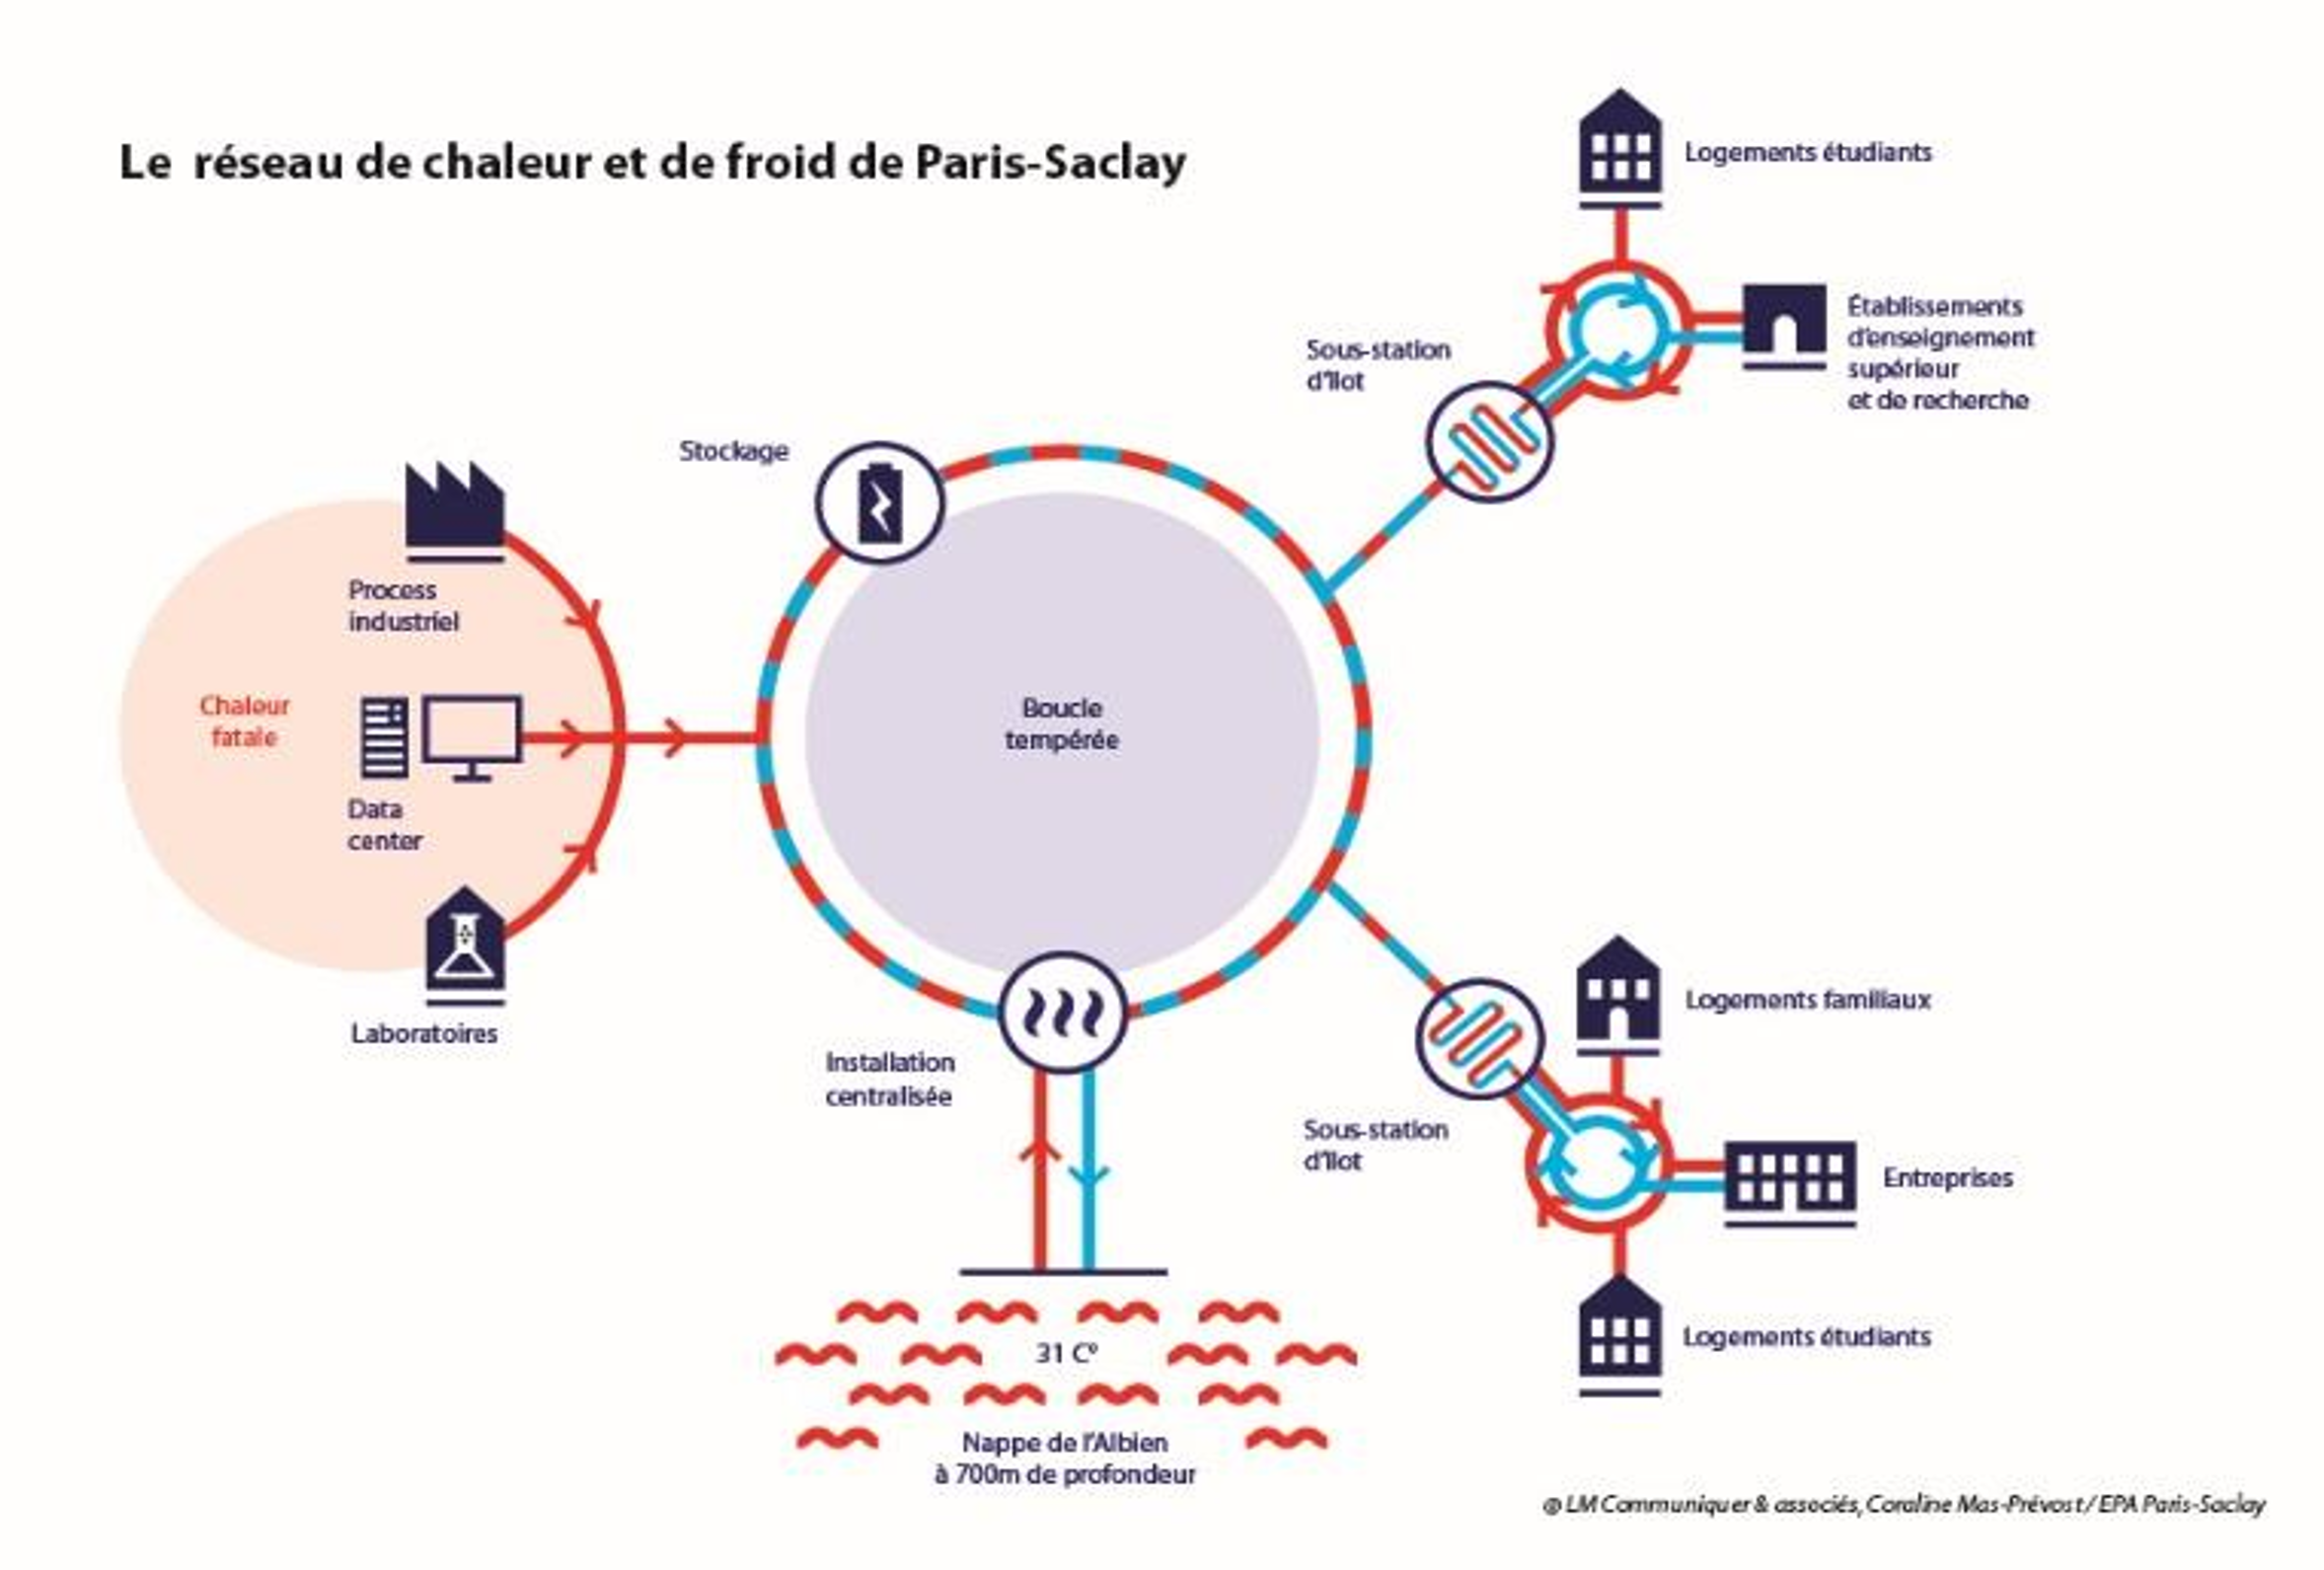 Le réseau de chaleur et de froid de Paris-Saclay
Logements étudiants
Établissements
d'enseignement
supérieur
et de recherche
Sous-station
d'îlot
Stockage
Process
industriel
Chaleur
fatale
Data
center
Laboratoires
Boucle
tempérée
Installation
centralisée
Sous-station
d'îlot
Logements familiaux
Entreprises
Logements étudiants
31 C°
Nappe de l'Albien
à 700m de profondeur
@ LM Communiquer & associés, Coraline Mas-Prévost / EPA Paris-Saclay